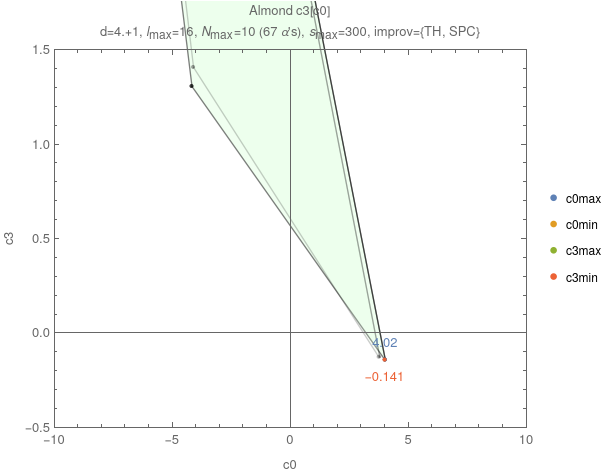 Almond c3[c0]
d=4.+1, lmax=16, Nmax=10 (67 α's), smax=300, improv={TH, SPC}
1.5
1.0
0.5
0.0
−0.5
c3
4.02
−0.141
−10
−5
0
5
10
c0
c0max
c0min
c3max
c3min